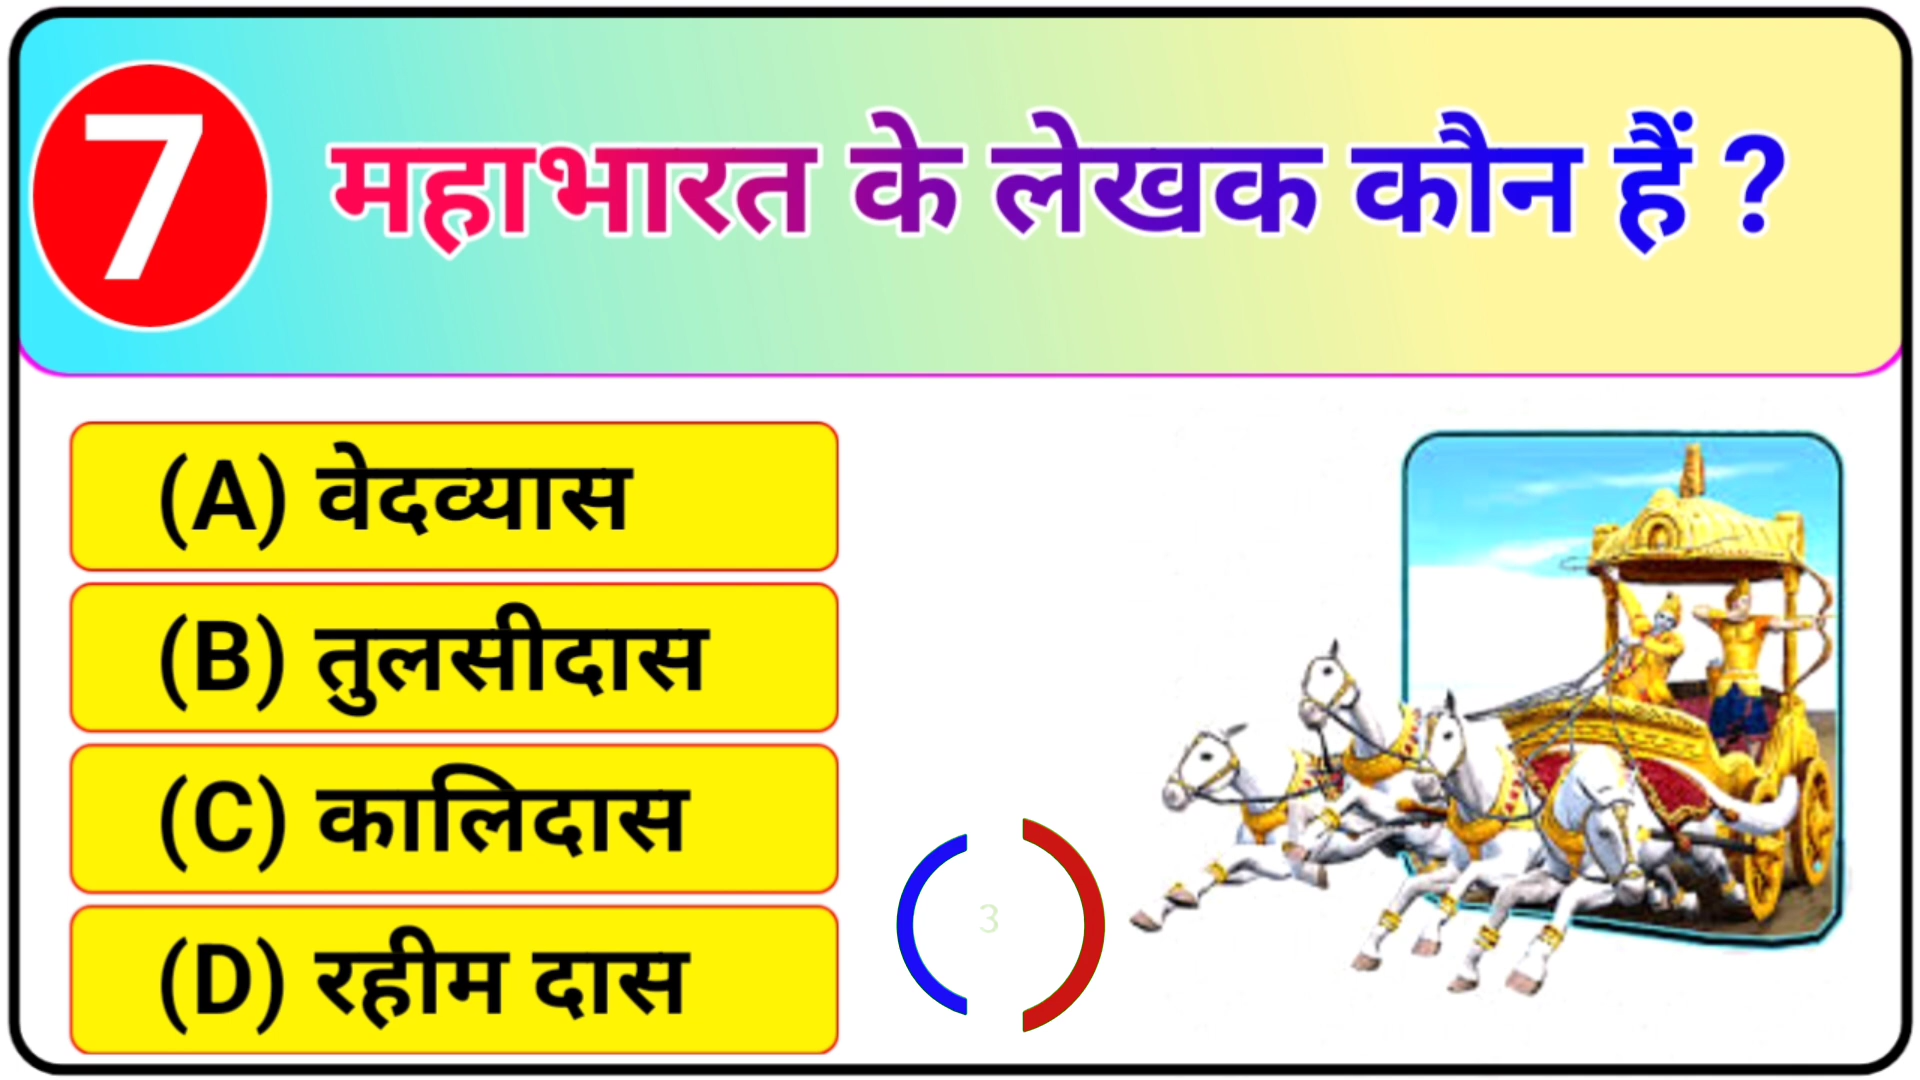 7
महाभारत के लेखक कौन हैं ?
(A) वेदव्यास
(B) तुलसीदास
(C) कालिदास
(D) रहीम दास
3